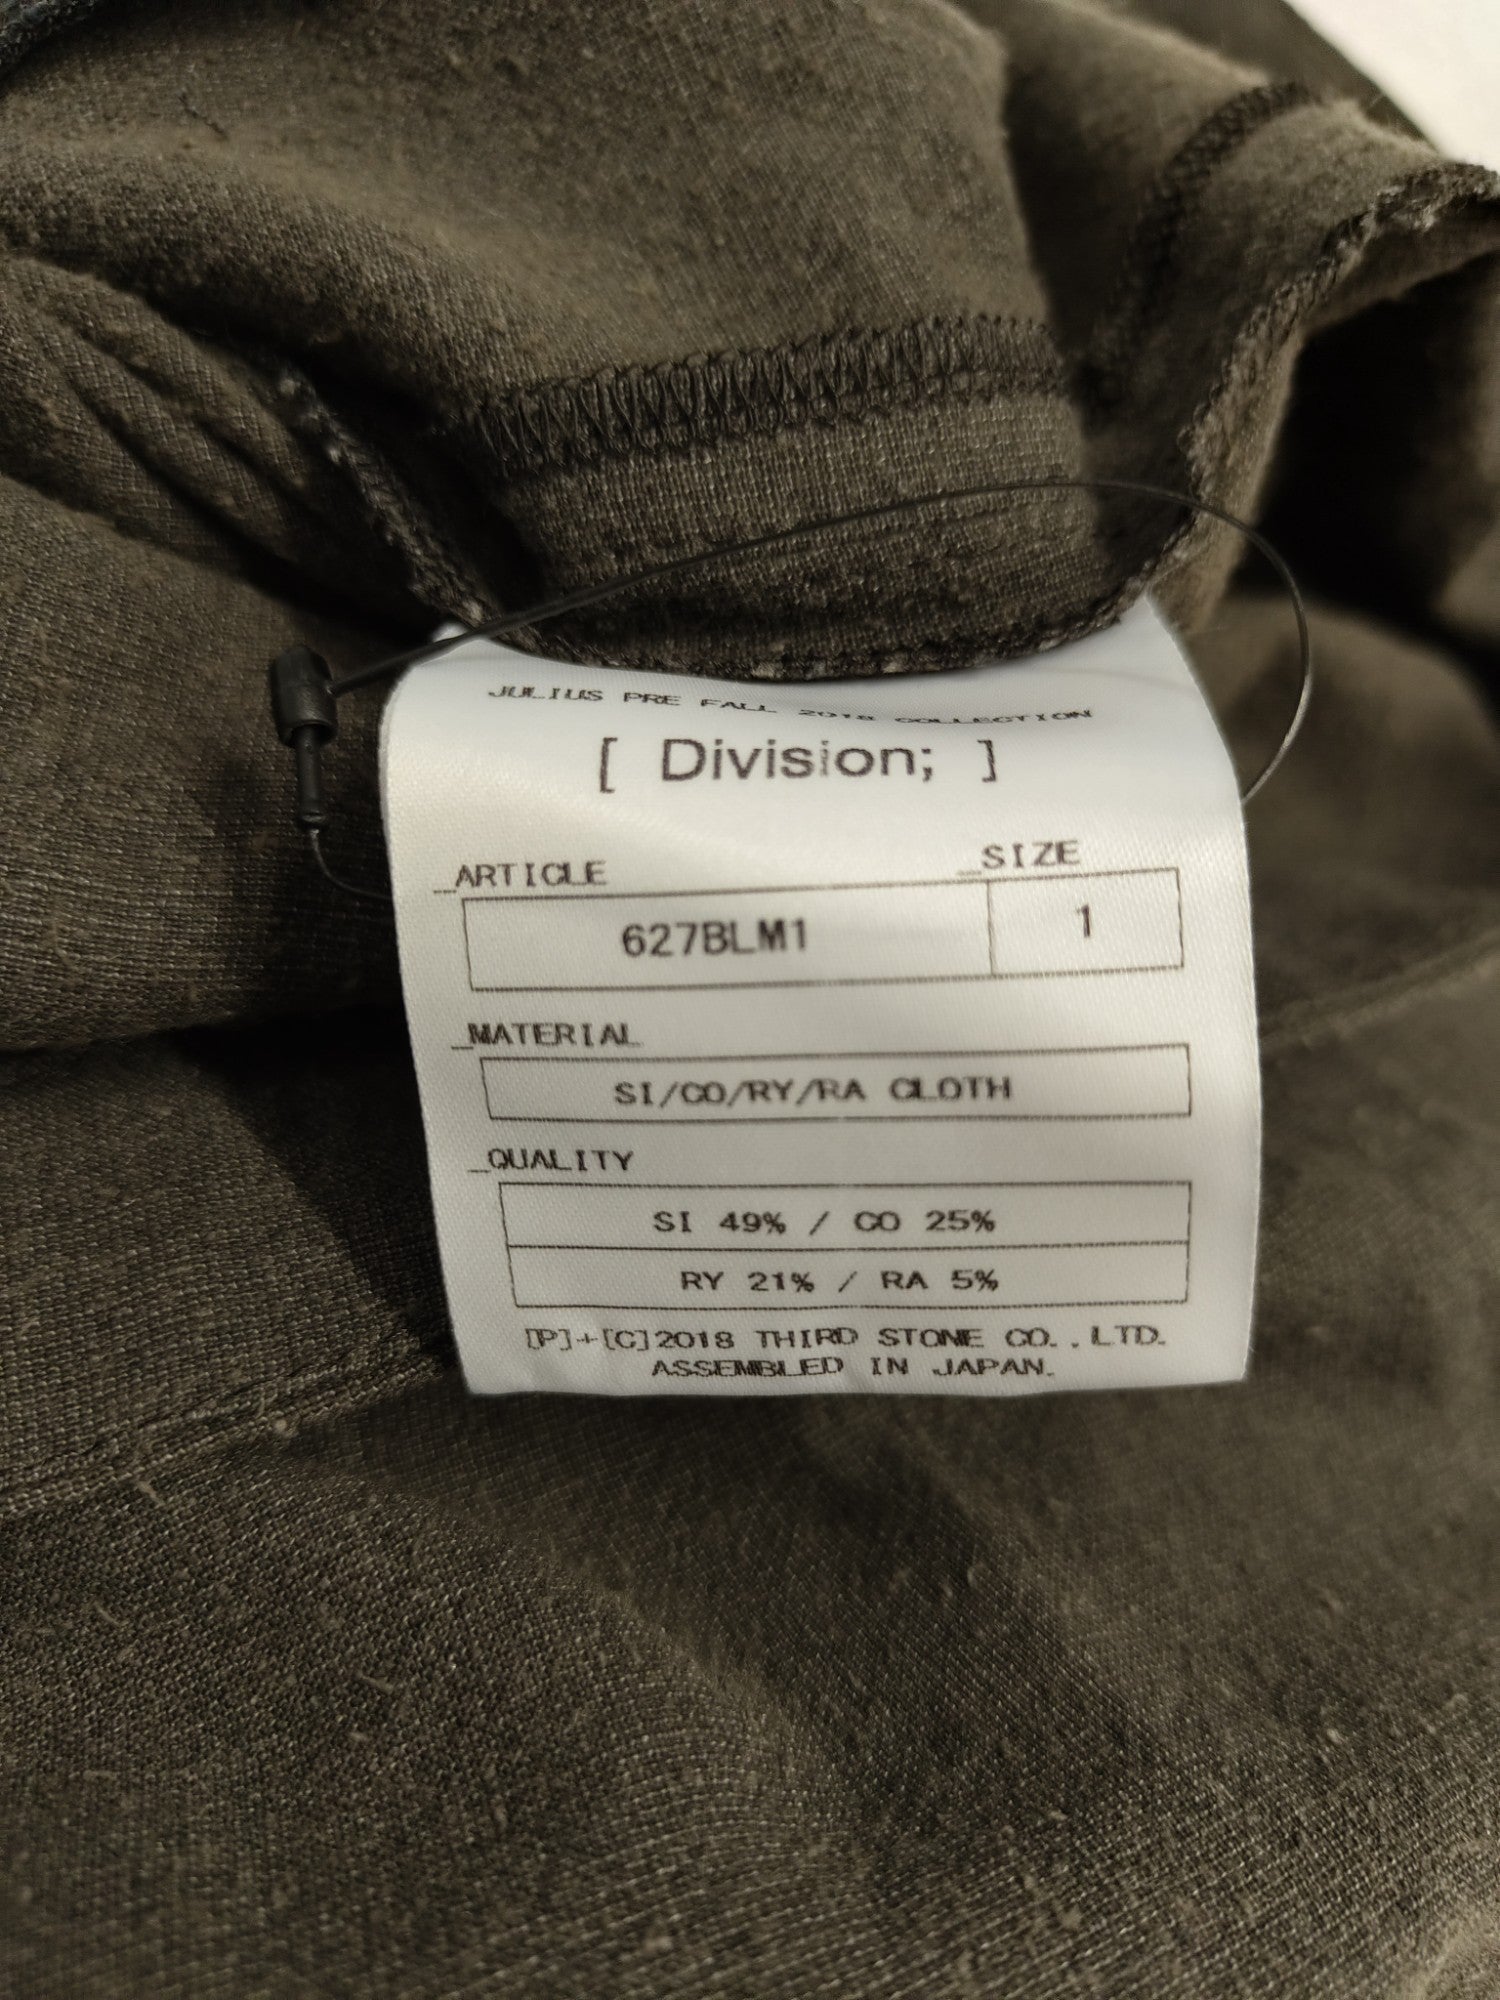 JULIUS PRE FALL 2018 COLLECTION
[ Division; ]
_ARTICLE _SIZE
627BLM1 1
_MATERIAL
SI/CO/RY/RA CLOTH
_QUALITY
SI 49% / CO 25%
RY 21% / RA 5%
[P]+[C]2018 THIRD STONE CO.,LTD.
ASSEMBLED IN JAPAN.